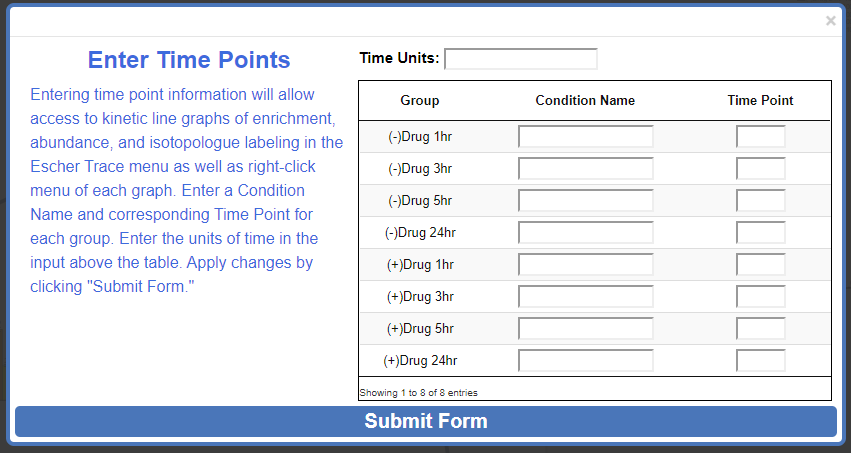 ×
Enter Time Points
Entering time point information will allow
access to kinetic line graphs of enrichment,
abundance, and isotopologue labeling in the
Escher Trace menu as well as right-click
menu of each graph. Enter a Condition
Name and corresponding Time Point for
each group. Enter the units of time in the
input above the table. Apply changes by
clicking "Submit Form."
Time Units:
Group Condition Name Time Point
(-)Drug 1hr
(-)Drug 3hr
(-)Drug 5hr
(-)Drug 24hr
(+)Drug 1hr
(+)Drug 3hr
(+)Drug 5hr
(+)Drug 24hr
Showing 1 to 8 of 8 entries
Submit Form